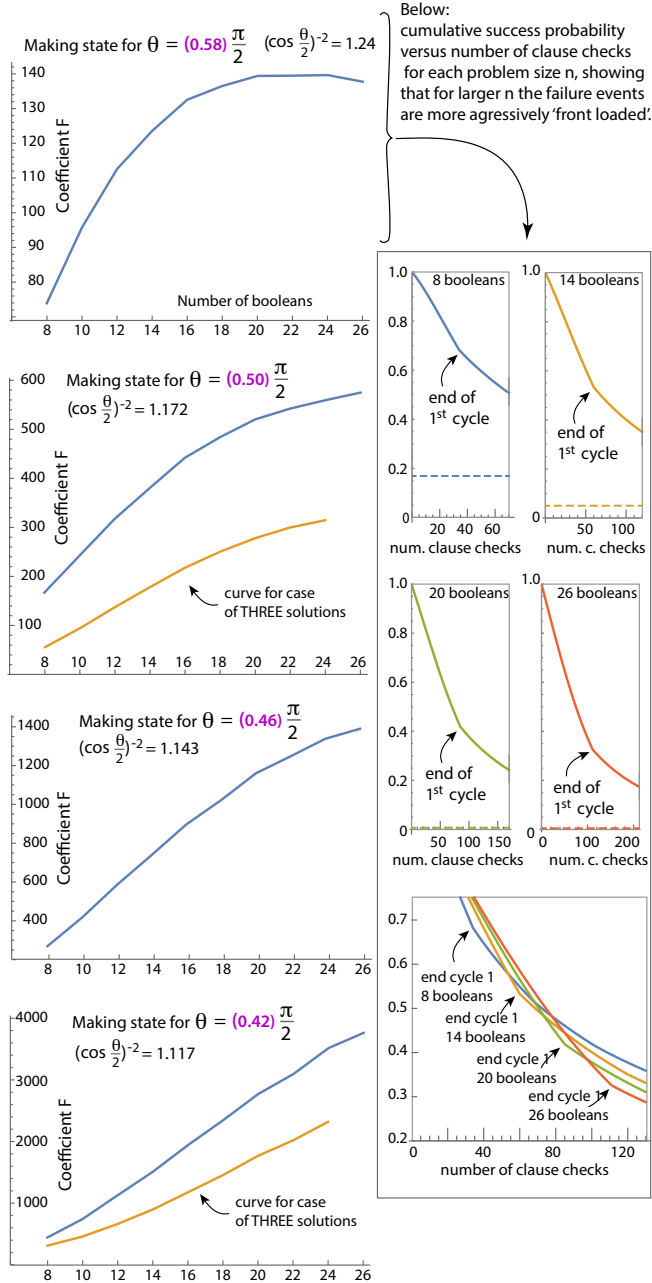 Below:
cumulative success probability
versus number of clause checks
for each problem size n, showing
that for larger n the failure events
are more agressively 'front loaded'.
Making state for θ = (0.58) π/2 (cos θ/2)⁻² = 1.24
Coefficient F
140
130
120
110
100
90
80
Number of booleans
8 10 12 14 16 18 20 22 24 26
Making state for θ = (0.50) π/2
(cos θ/2)⁻² = 1.172
Coefficient F
600
500
400
300
200
100
curve for case
of THREE solutions
8 10 12 14 16 18 20 22 24 26
Making state for θ = (0.46) π/2
(cos θ/2)⁻² = 1.143
Coefficient F
1400
1200
1000
800
600
400
8 10 12 14 16 18 20 22 24 26
Making state for θ = (0.42) π/2
(cos θ/2)⁻² = 1.117
Coefficient F
4000
3000
2000
1000
curve for case
of THREE solutions
8 10 12 14 16 18 20 22 24 26
8 booleans
1.0
0.8
0.6
0.4
0.2
0
end of
1st cycle
20 40 60
num. clause checks
14 booleans
1.0
0
end of
1st cycle
50 100
num. c. checks
20 booleans
1.0
0.8
0.6
0.4
0.2
0
end of
1st cycle
50 100 150
num. clause checks
26 booleans
1.0
0
end of
1st cycle
0 100 200
num. c. checks
0.7
0.6
0.5
0.4
0.3
0.2
end cycle 1
8 booleans
end cycle 1
14 booleans
end cycle 1
20 booleans
end cycle 1
26 booleans
0 40 80 120
number of clause checks